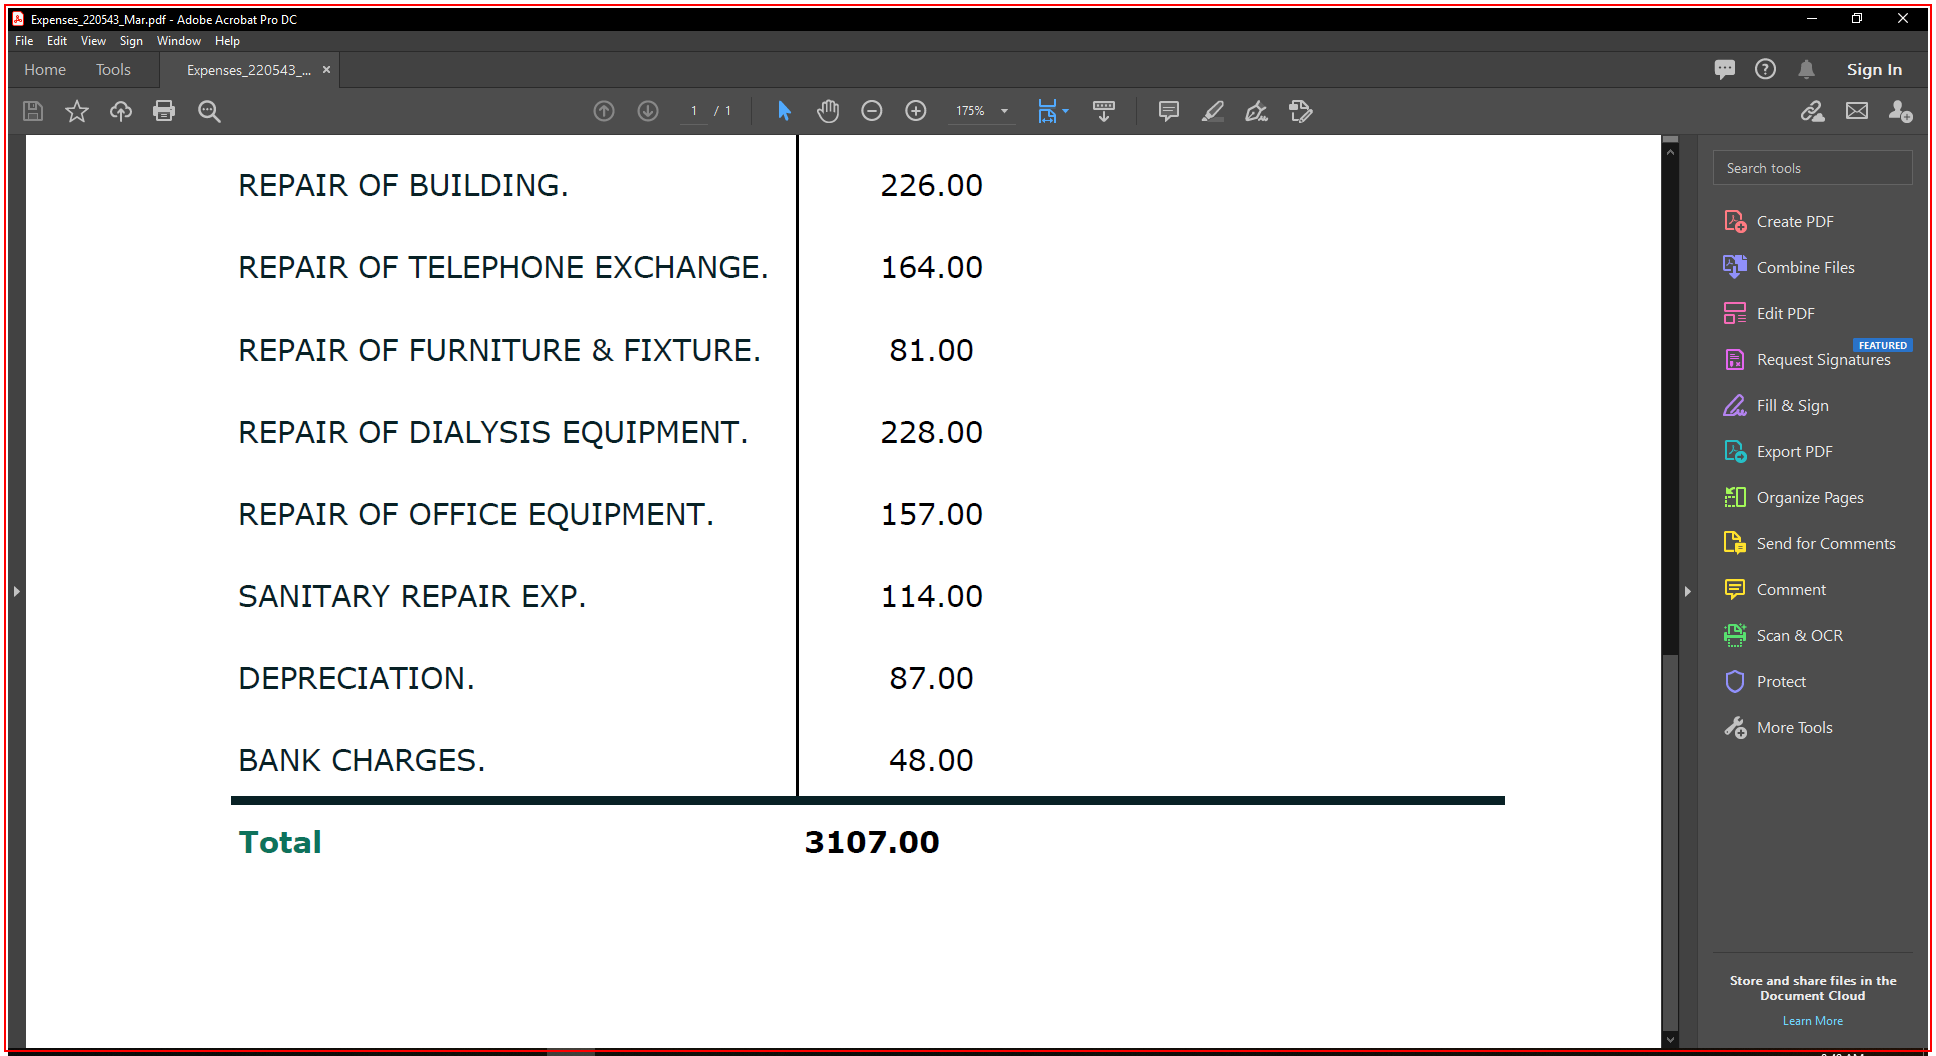 Expenses_220543_Mar.pdf - Adobe Acrobat Pro DC
File Edit View Sign Window Help
Home Tools Expenses_220543_... × Sign In
1 / 1 175%
REPAIR OF BUILDING. 226.00
REPAIR OF TELEPHONE EXCHANGE. 164.00
REPAIR OF FURNITURE & FIXTURE. 81.00
REPAIR OF DIALYSIS EQUIPMENT. 228.00
REPAIR OF OFFICE EQUIPMENT. 157.00
SANITARY REPAIR EXP. 114.00
DEPRECIATION. 87.00
BANK CHARGES. 48.00
Total 3107.00
Search tools
Create PDF
Combine Files
Edit PDF
FEATURED
Request Signatures
Fill & Sign
Export PDF
Organize Pages
Send for Comments
Comment
Scan & OCR
Protect
More Tools
Store and share files in the
Document Cloud
Learn More